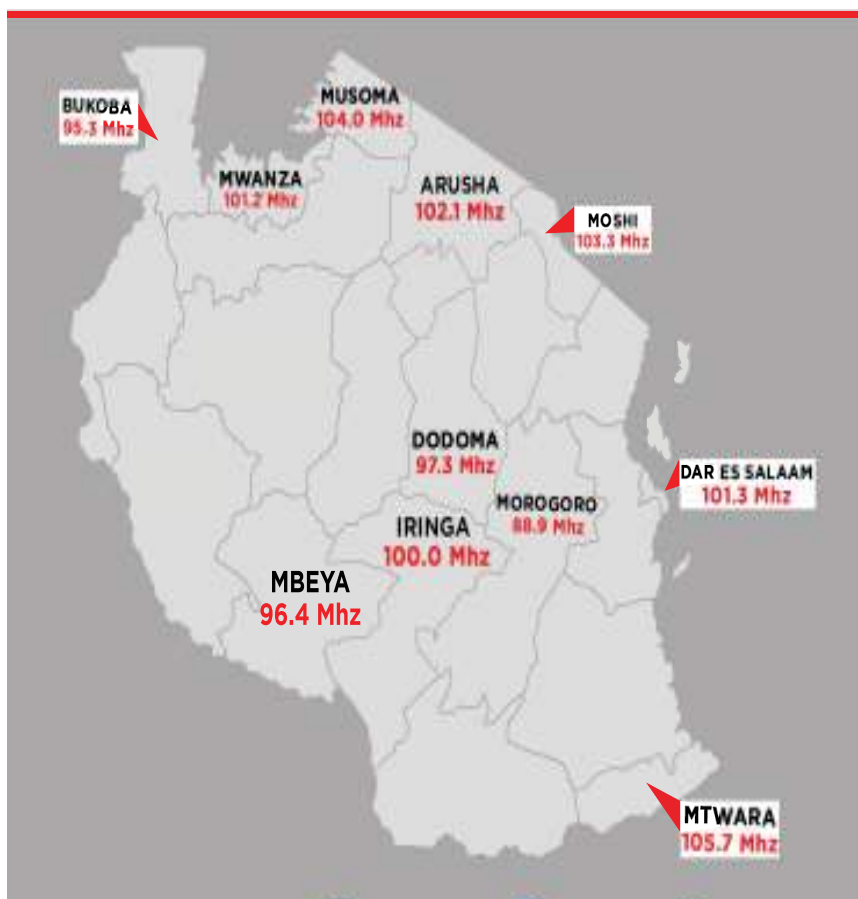 MUSOMA
104.0 Mhz
BUKOBA
95.3 Mhz
MWANZA
101.2 Mhz
ARUSHA
102.1 Mhz
MOSHI
103.3 Mhz
DODOMA
97.3 Mhz
DAR ES SALAAM
101.3 Mhz
MOROGORO
88.9 Mhz
IRINGA
100.0 Mhz
MBEYA
96.4 Mhz
MTWARA
105.7 Mhz